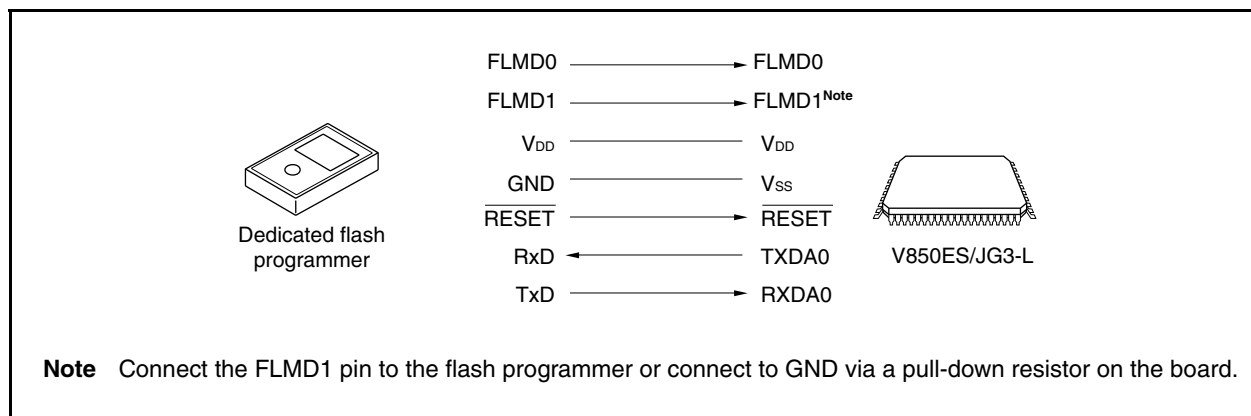 FLMD0 FLMD0
FLMD1 FLMD1Note
VDD VDD
GND VSS
RESET RESET
RxD TXDA0
TxD RXDA0
Dedicated flash
programmer
V850ES/JG3-L
Note Connect the FLMD1 pin to the flash programmer or connect to GND via a pull-down resistor on the board.